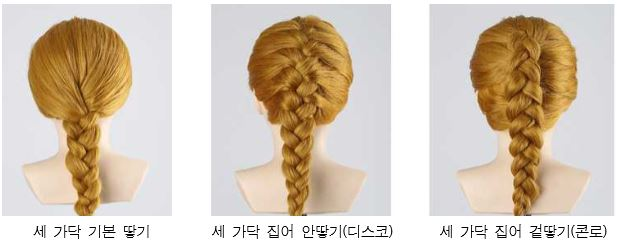 세 가닥 기본 땋기
세 가닥 집어 안땋기(디스코)
세 가닥 집어 겉땋기(콘로)